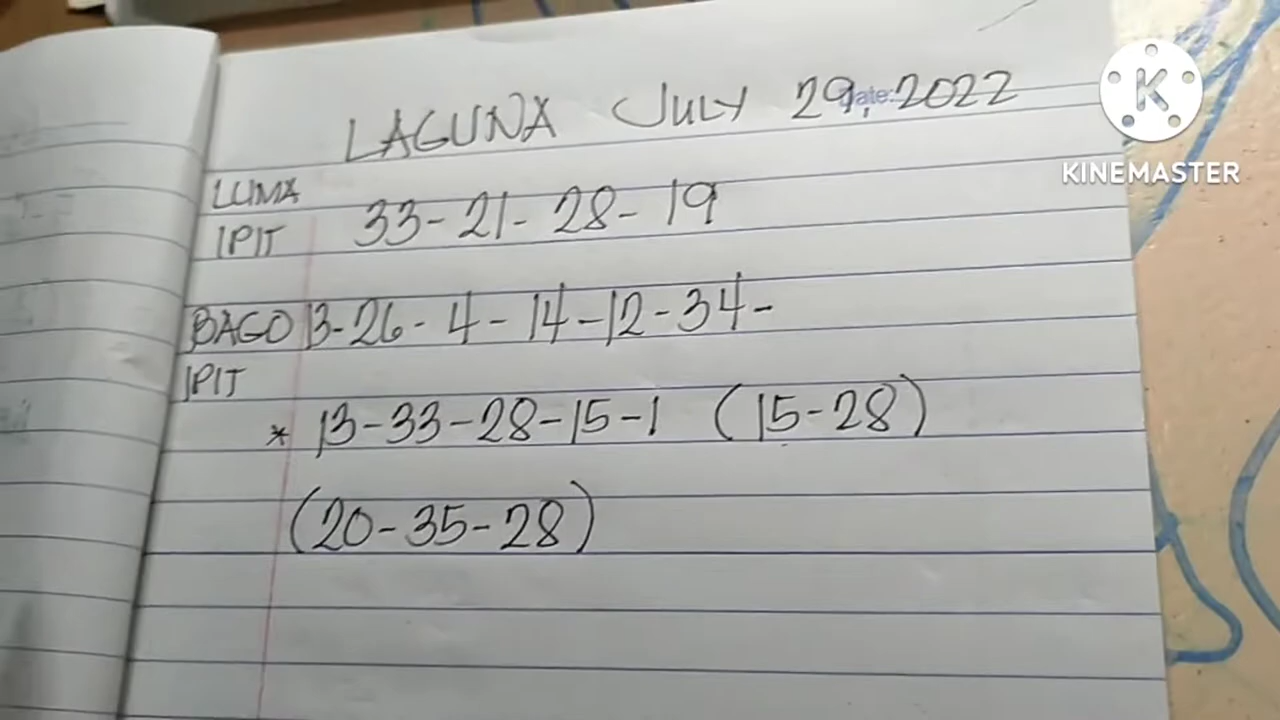 LAGUNA JULY 29, 2022
Date:
K
KINEMASTER
LUMA
IPIT 33-21-28-19
BAGO 13-26-4-14-12-34-
IPIT
* 13-33-28-15-1 (15-28)
(20-35-28)